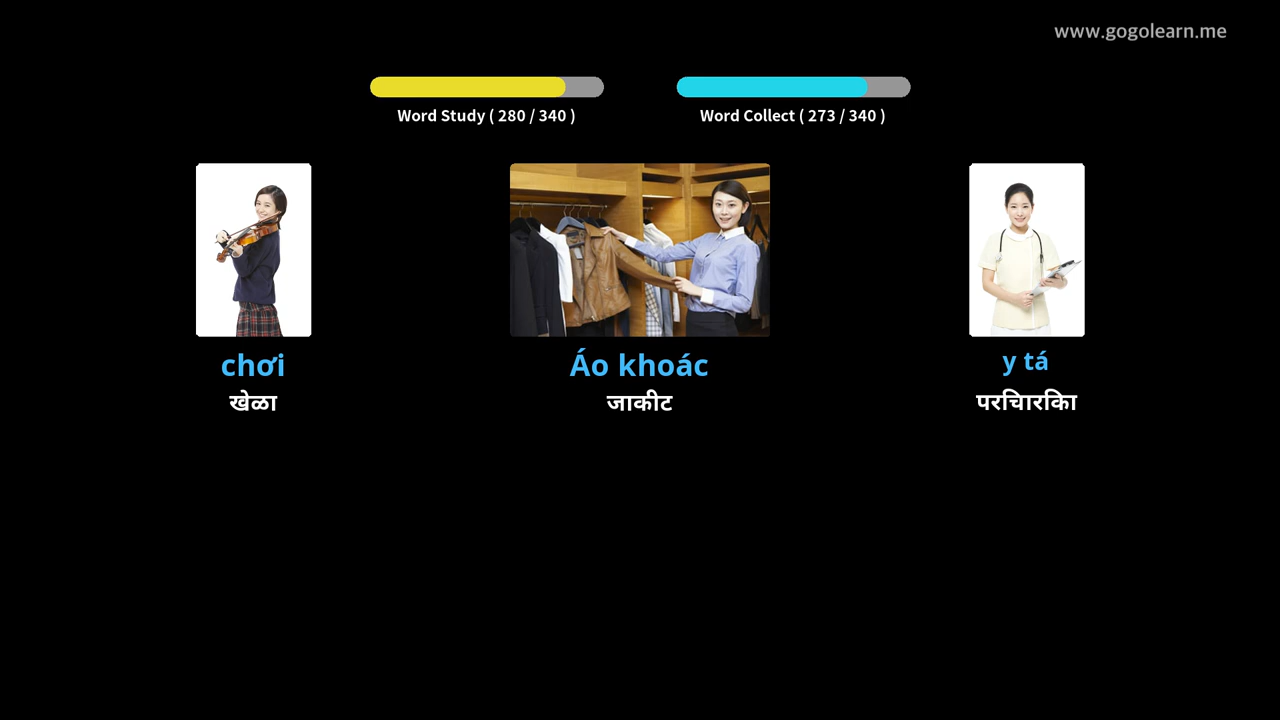 www.gogolearn.me
Word Study ( 280 / 340 )
Word Collect ( 273 / 340 )
chơi
Áo khoác
y tá
खेळा
जाकीट
परिचारिका